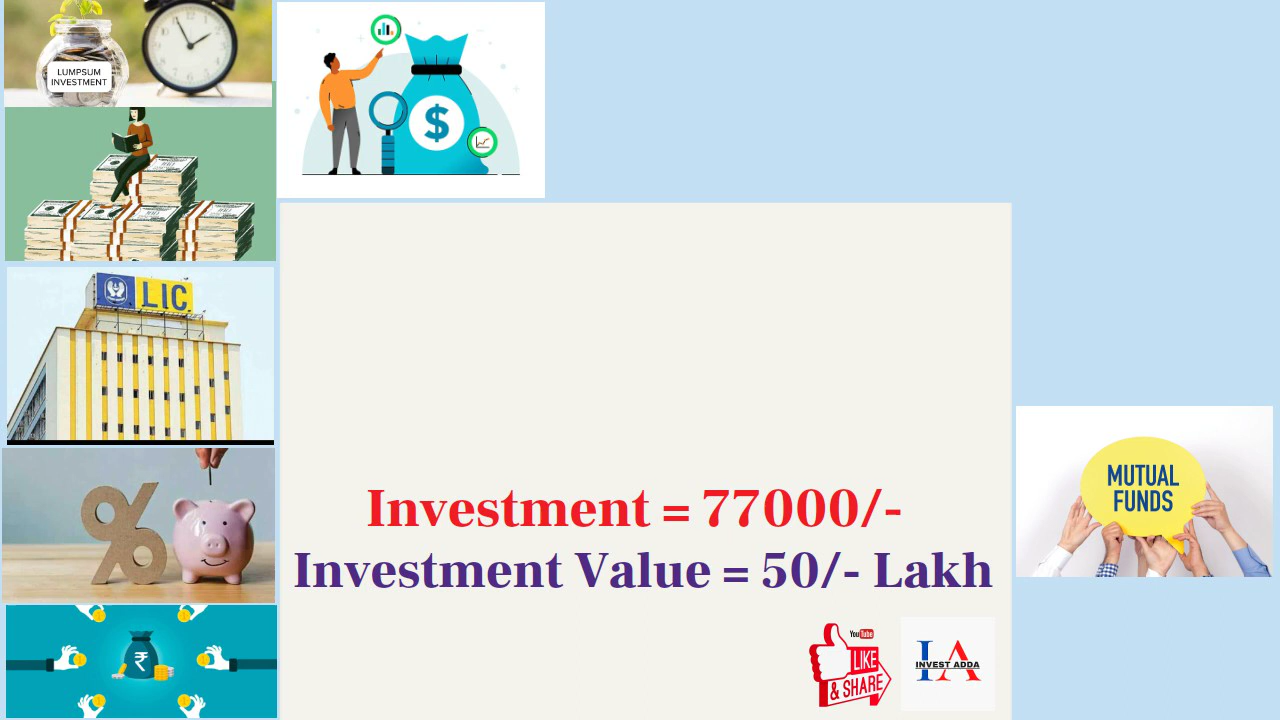 LUMPSUM
INVESTMENT
$
LIC
%
₹
Investment = 77000/-
Investment Value = 50/- Lakh
YouTube
LIKE
& SHARE
IA
INVEST ADDA
MUTUAL
FUNDS